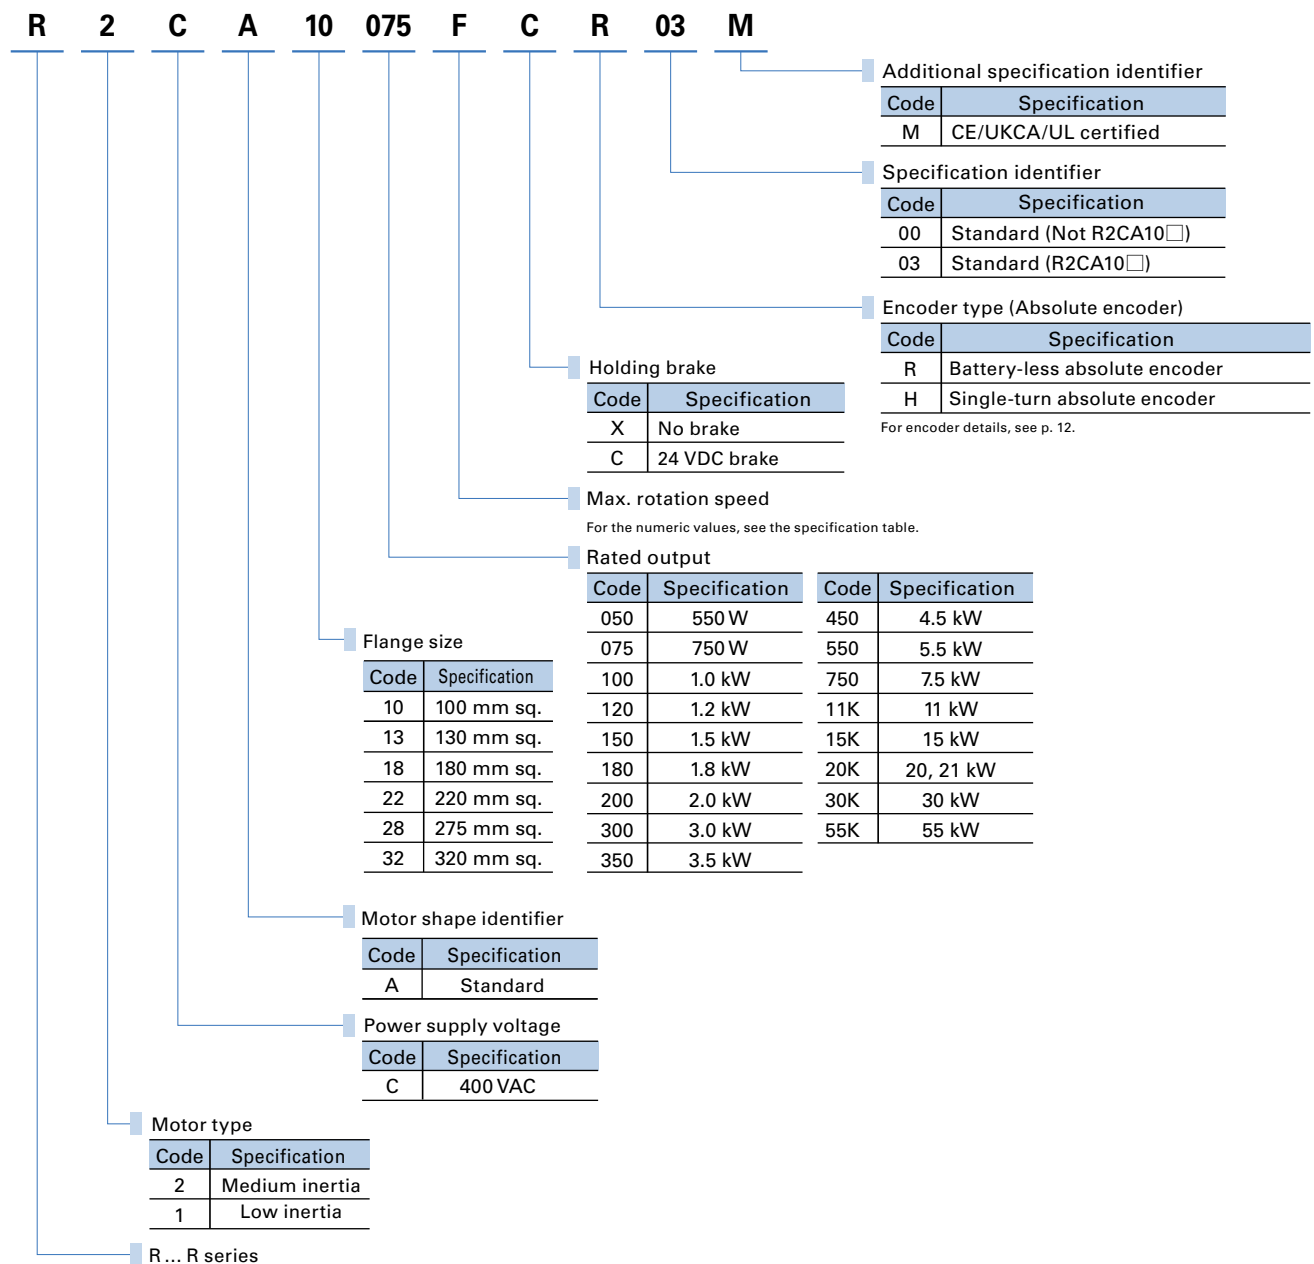 R 2 C A 10 075 F C R 03 M
Additional specification identifier
Code Specification
M CE/UKCA/UL certified
Specification identifier
Code Specification
00 Standard (Not R2CA10□)
03 Standard (R2CA10□)
Encoder type (Absolute encoder)
Code Specification
R Battery-less absolute encoder
H Single-turn absolute encoder
For encoder details, see p. 12.
Holding brake
Code Specification
X No brake
C 24 VDC brake
Max. rotation speed
For the numeric values, see the specification table.
Rated output
Code Specification
050 550 W
075 750 W
100 1.0 kW
120 1.2 kW
150 1.5 kW
180 1.8 kW
200 2.0 kW
300 3.0 kW
350 3.5 kW
Code Specification
450 4.5 kW
550 5.5 kW
750 7.5 kW
11K 11 kW
15K 15 kW
20K 20, 21 kW
30K 30 kW
55K 55 kW
Flange size
Code Specification
10 100 mm sq.
13 130 mm sq.
18 180 mm sq.
22 220 mm sq.
28 275 mm sq.
32 320 mm sq.
Motor shape identifier
Code Specification
A Standard
Power supply voltage
Code Specification
C 400 VAC
Motor type
Code Specification
2 Medium inertia
1 Low inertia
R ... R series